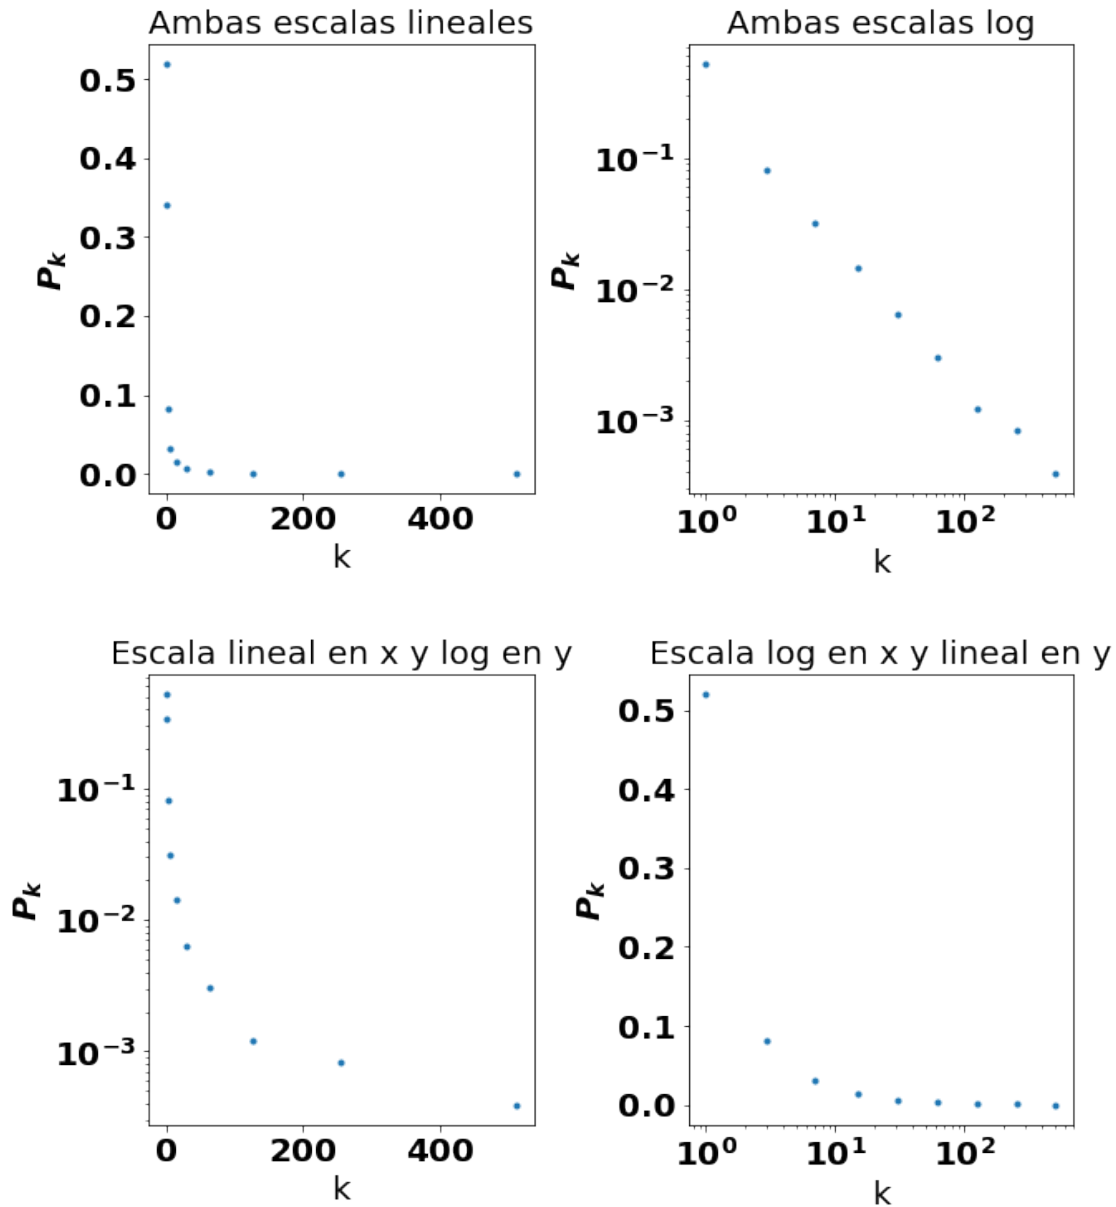 Ambas escalas lineales
0.5
0.4
0.3
0.2
0.1
0.0
P_k
0 200 400
k
Ambas escalas log
10^{-1}
10^{-2}
10^{-3}
P_k
10^0 10^1 10^2
k
Escala lineal en x y log en y
10^{-1}
10^{-2}
10^{-3}
P_k
0 200 400
k
Escala log en x y lineal en y
0.5
0.4
0.3
0.2
0.1
0.0
P_k
10^0 10^1 10^2
k